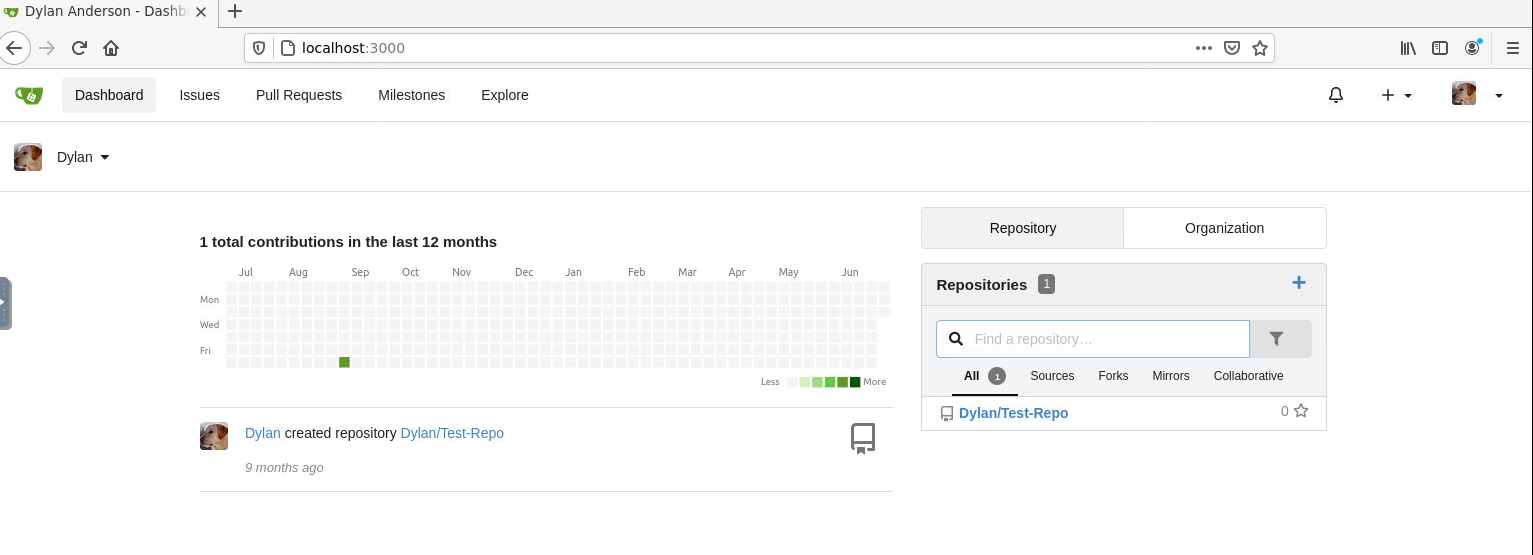 Dylan Anderson - Dashb
localhost:3000
Dashboard Issues Pull Requests Milestones Explore
Dylan
Repository Organization
1 total contributions in the last 12 months
Jul Aug Sep Oct Nov Dec Jan Feb Mar Apr May Jun
Mon
Wed
Fri
Less More
Repositories 1
Find a repository…
All 1 Sources Forks Mirrors Collaborative
Dylan/Test-Repo 0
Dylan created repository Dylan/Test-Repo
9 months ago